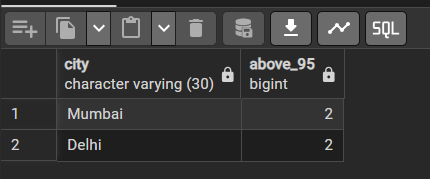 SQL
city above_95
character varying (30) bigint
1 Mumbai 2
2 Delhi 2